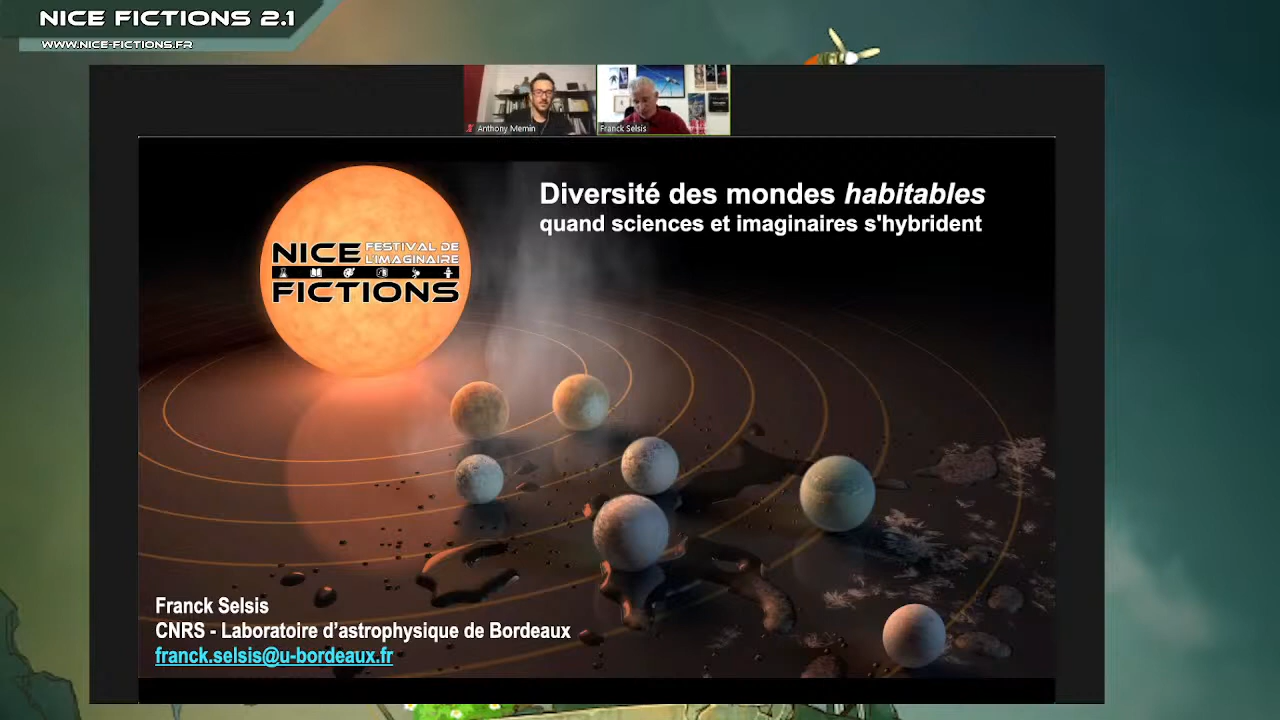 NICE FICTIONS 2.1
WWW.NICE-FICTIONS.FR
Anthony Memin
Franck Selsis
Diversité des mondes habitables
quand sciences et imaginaires s'hybrident
NICE FESTIVAL DE L'IMAGINAIRE
FICTIONS
Franck Selsis
CNRS - Laboratoire d'astrophysique de Bordeaux
franck.selsis@u-bordeaux.fr